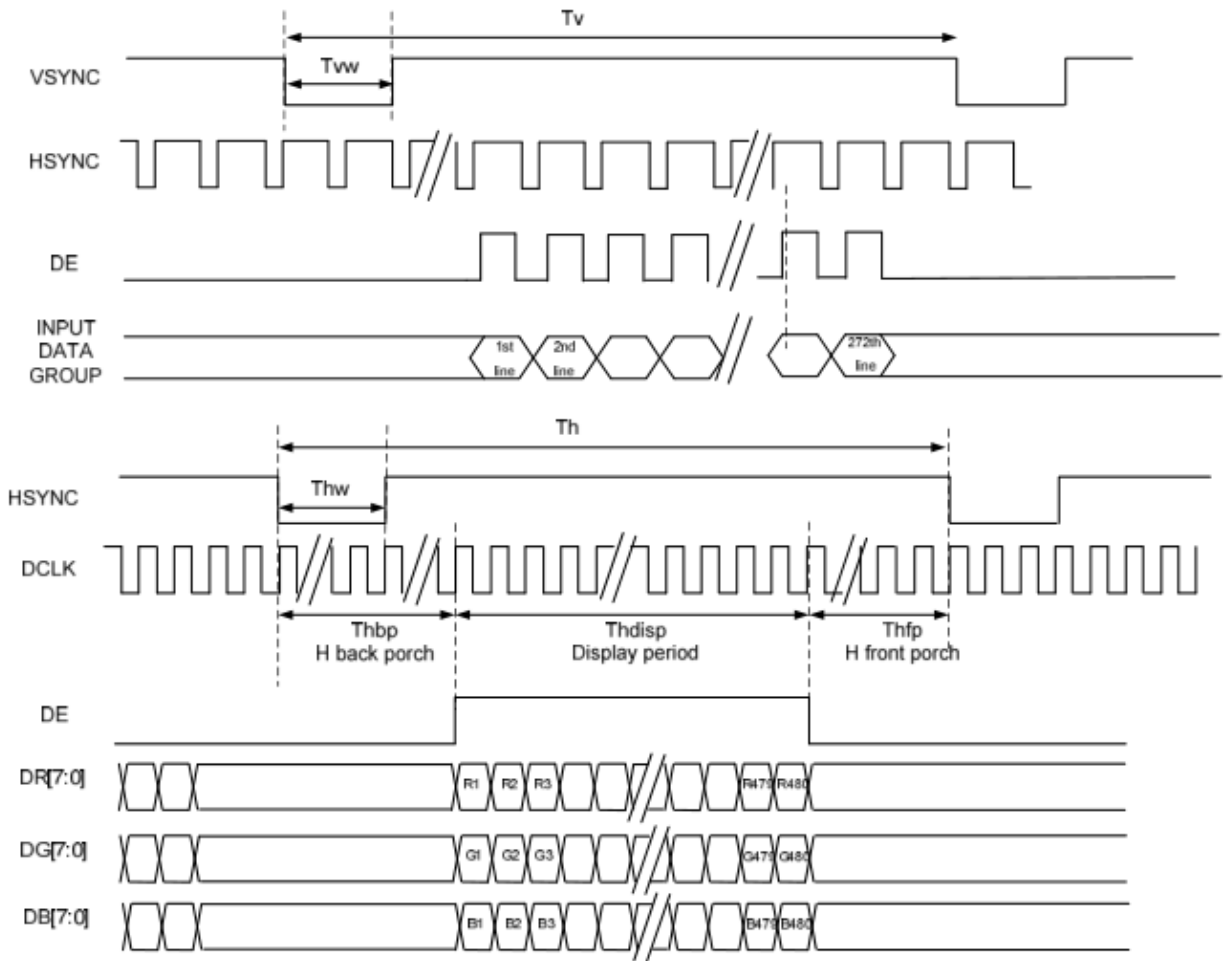 Tv
VSYNC
Tvw
HSYNC
DE
INPUT
DATA
GROUP
1st
line
2nd
line
272th
line
Th
HSYNC
Thw
DCLK
Thbp
H back porch
Thdisp
Display period
Thfp
H front porch
DE
DR[7:0]
R1 R2 R3 R479 R480
DG[7:0]
G1 G2 G3 G479 G480
DB[7:0]
B1 B2 B3 B479 B480